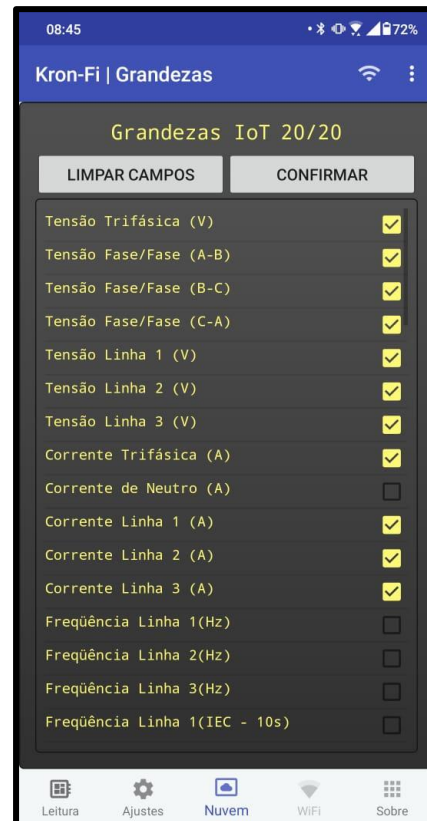 08:45 72%
Kron-Fi | Grandezas
Grandezas IoT 20/20
LIMPAR CAMPOS CONFIRMAR
Tensão Trifásica (V)
Tensão Fase/Fase (A-B)
Tensão Fase/Fase (B-C)
Tensão Fase/Fase (C-A)
Tensão Linha 1 (V)
Tensão Linha 2 (V)
Tensão Linha 3 (V)
Corrente Trifásica (A)
Corrente de Neutro (A)
Corrente Linha 1 (A)
Corrente Linha 2 (A)
Corrente Linha 3 (A)
Freqüência Linha 1(Hz)
Freqüência Linha 2(Hz)
Freqüência Linha 3(Hz)
Freqüência Linha 1(IEC - 10s)
Leitura Ajustes Nuvem WiFi Sobre